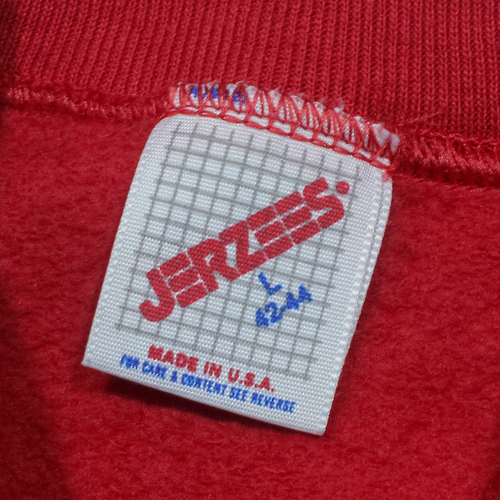 JERZEES
L
42-44
MADE IN U.S.A.
FOR CARE & CONTENT SEE REVERSE